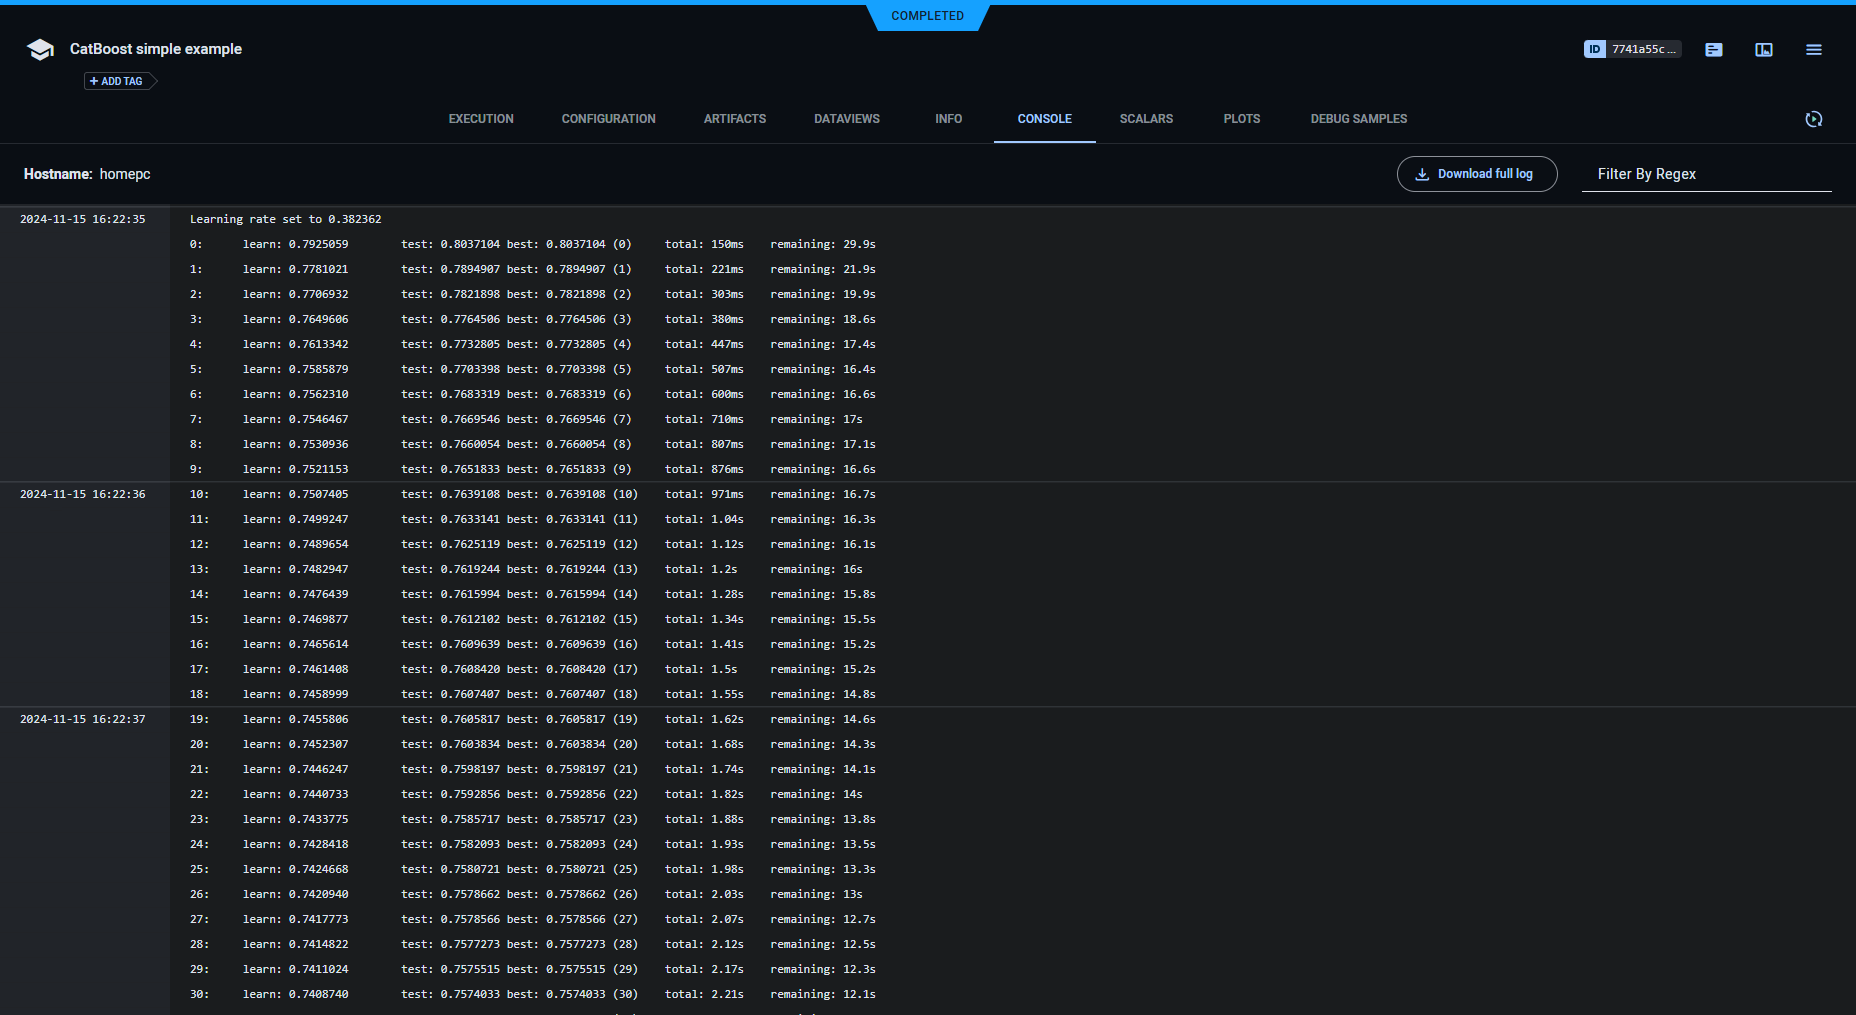 COMPLETED
CatBoost simple example
ID 7741a55c ...
+ ADD TAG
EXECUTION CONFIGURATION ARTIFACTS DATAVIEWS INFO CONSOLE SCALARS PLOTS DEBUG SAMPLES
Hostname: homepc Download full log Filter By Regex
2024-11-15 16:22:35 Learning rate set to 0.382362
0: learn: 0.7925059 test: 0.8037104 best: 0.8037104 (0) total: 150ms remaining: 29.9s
1: learn: 0.7781021 test: 0.7894907 best: 0.7894907 (1) total: 221ms remaining: 21.9s
2: learn: 0.7706932 test: 0.7821898 best: 0.7821898 (2) total: 303ms remaining: 19.9s
3: learn: 0.7649606 test: 0.7764506 best: 0.7764506 (3) total: 380ms remaining: 18.6s
4: learn: 0.7613342 test: 0.7732805 best: 0.7732805 (4) total: 447ms remaining: 17.4s
5: learn: 0.7585879 test: 0.7703398 best: 0.7703398 (5) total: 507ms remaining: 16.4s
6: learn: 0.7562310 test: 0.7683319 best: 0.7683319 (6) total: 600ms remaining: 16.6s
7: learn: 0.7546467 test: 0.7669546 best: 0.7669546 (7) total: 710ms remaining: 17s
8: learn: 0.7530936 test: 0.7660054 best: 0.7660054 (8) total: 807ms remaining: 17.1s
9: learn: 0.7521153 test: 0.7651833 best: 0.7651833 (9) total: 876ms remaining: 16.6s
2024-11-15 16:22:36 10: learn: 0.7507405 test: 0.7639108 best: 0.7639108 (10) total: 971ms remaining: 16.7s
11: learn: 0.7499247 test: 0.7633141 best: 0.7633141 (11) total: 1.04s remaining: 16.3s
12: learn: 0.7489654 test: 0.7625119 best: 0.7625119 (12) total: 1.12s remaining: 16.1s
13: learn: 0.7482947 test: 0.7619244 best: 0.7619244 (13) total: 1.2s remaining: 16s
14: learn: 0.7476439 test: 0.7615994 best: 0.7615994 (14) total: 1.28s remaining: 15.8s
15: learn: 0.7469877 test: 0.7612102 best: 0.7612102 (15) total: 1.34s remaining: 15.5s
16: learn: 0.7465614 test: 0.7609639 best: 0.7609639 (16) total: 1.41s remaining: 15.2s
17: learn: 0.7461408 test: 0.7608420 best: 0.7608420 (17) total: 1.5s remaining: 15.2s
18: learn: 0.7458999 test: 0.7607407 best: 0.7607407 (18) total: 1.55s remaining: 14.8s
2024-11-15 16:22:37 19: learn: 0.7455806 test: 0.7605817 best: 0.7605817 (19) total: 1.62s remaining: 14.6s
20: learn: 0.7452307 test: 0.7603834 best: 0.7603834 (20) total: 1.68s remaining: 14.3s
21: learn: 0.7446247 test: 0.7598197 best: 0.7598197 (21) total: 1.74s remaining: 14.1s
22: learn: 0.7440733 test: 0.7592856 best: 0.7592856 (22) total: 1.82s remaining: 14s
23: learn: 0.7433775 test: 0.7585717 best: 0.7585717 (23) total: 1.88s remaining: 13.8s
24: learn: 0.7428418 test: 0.7582093 best: 0.7582093 (24) total: 1.93s remaining: 13.5s
25: learn: 0.7424668 test: 0.7580721 best: 0.7580721 (25) total: 1.98s remaining: 13.3s
26: learn: 0.7420940 test: 0.7578662 best: 0.7578662 (26) total: 2.03s remaining: 13s
27: learn: 0.7417773 test: 0.7578566 best: 0.7578566 (27) total: 2.07s remaining: 12.7s
28: learn: 0.7414822 test: 0.7577273 best: 0.7577273 (28) total: 2.12s remaining: 12.5s
29: learn: 0.7411024 test: 0.7575515 best: 0.7575515 (29) total: 2.17s remaining: 12.3s
30: learn: 0.7408740 test: 0.7574033 best: 0.7574033 (30) total: 2.21s remaining: 12.1s